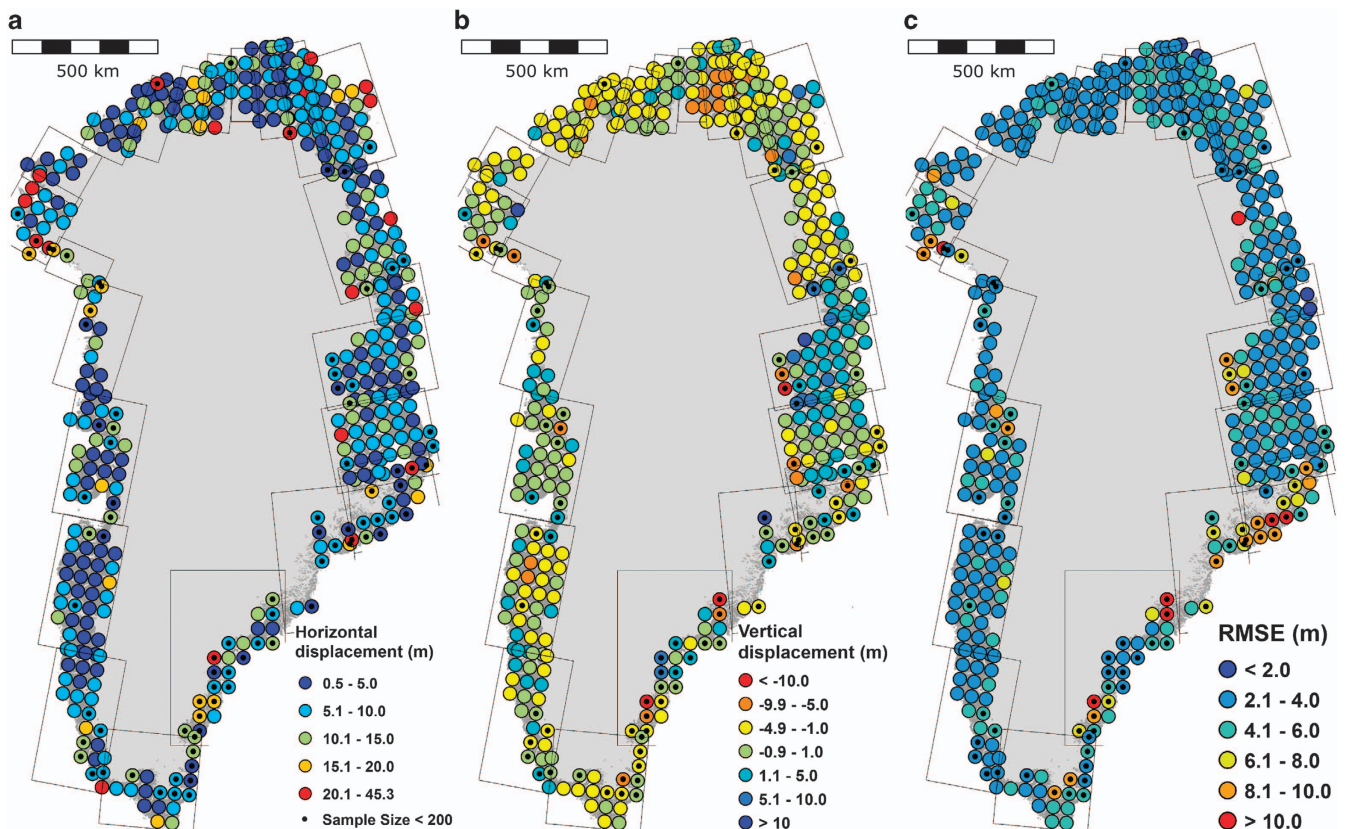 a
500 km
Horizontal
displacement (m)
0.5 - 5.0
5.1 - 10.0
10.1 - 15.0
15.1 - 20.0
20.1 - 45.3
Sample Size < 200
b
500 km
Vertical
displacement (m)
< -10.0
-9.9 - -5.0
-4.9 - -1.0
-0.9 - 1.0
1.1 - 5.0
5.1 - 10.0
> 10
c
500 km
RMSE (m)
< 2.0
2.1 - 4.0
4.1 - 6.0
6.1 - 8.0
8.1 - 10.0
> 10.0